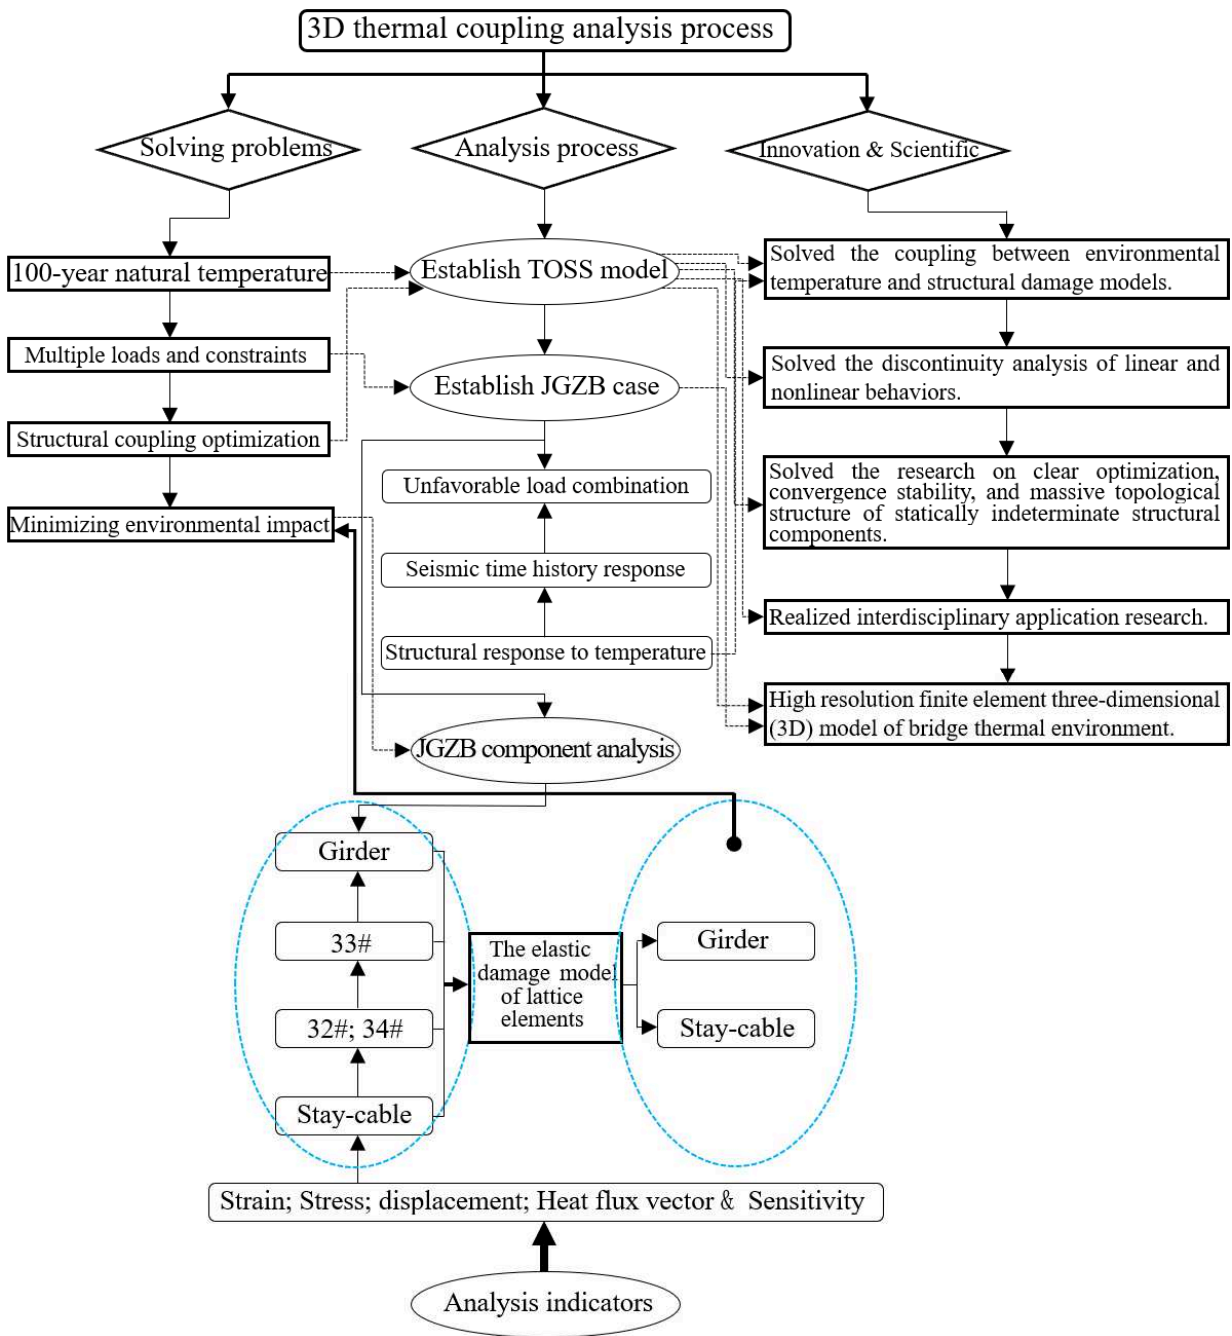 3D thermal coupling analysis process
Solving problems
Analysis process
Innovation & Scientific
100-year natural temperature
Multiple loads and constraints
Structural coupling optimization
Minimizing environmental impact
Establish TOSS model
Establish JGZB case
Unfavorable load combination
Seismic time history response
Structural response to temperature
JGZB component analysis
Solved the coupling between environmental
temperature and structural damage models.
Solved the discontinuity analysis of linear and
nonlinear behaviors.
Solved the research on clear optimization,
convergence stability, and massive topological
structure of statically indeterminate structural
components.
Realized interdisciplinary application research.
High resolution finite element three-dimensional
(3D) model of bridge thermal environment.
Girder
33#
32#; 34#
Stay-cable
The elastic
damage model
of lattice
elements
Girder
Stay-cable
Strain; Stress; displacement; Heat flux vector & Sensitivity
Analysis indicators